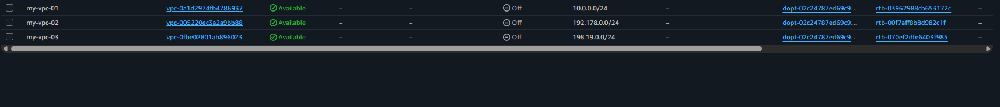 my-vpc-01 vpc-0a1d2974fb4786937 Available – – Off 10.0.0.0/24 – dopt-02c24787ed69c9... rtb-03962988cb653172c –
my-vpc-02 vpc-005220ec3a2a9bb88 Available – – Off 192.178.0.0/24 – dopt-02c24787ed69c9... rtb-00f7aff8b8d982c1f –
my-vpc-03 vpc-0fbe02801ab896023 Available – – Off 198.19.0.0/24 – dopt-02c24787ed69c9... rtb-070ef2dfe6403f985 –